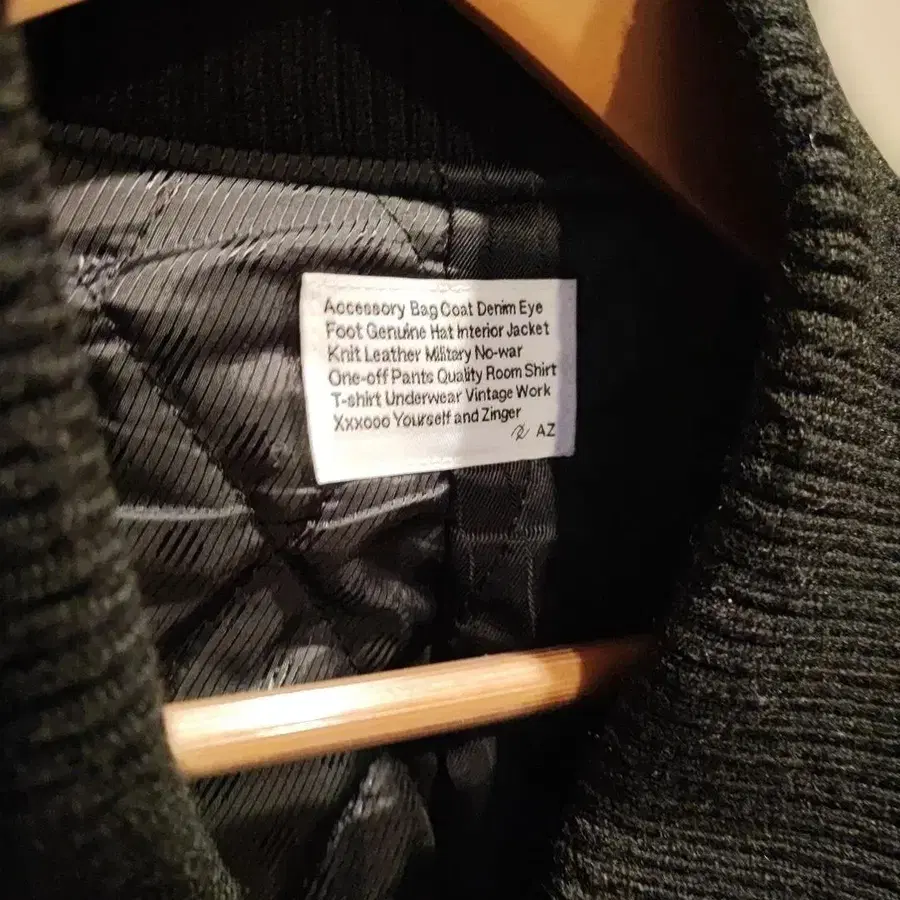 Accessory Bag Coat Denim Eye
Foot Genuine Hat Interior Jacket
Knit Leather Military No-war
One-off Pants Quality Room Shirt
T-shirt Underwear Vintage Work
Xxxooo Yourself and Zinger
AZ